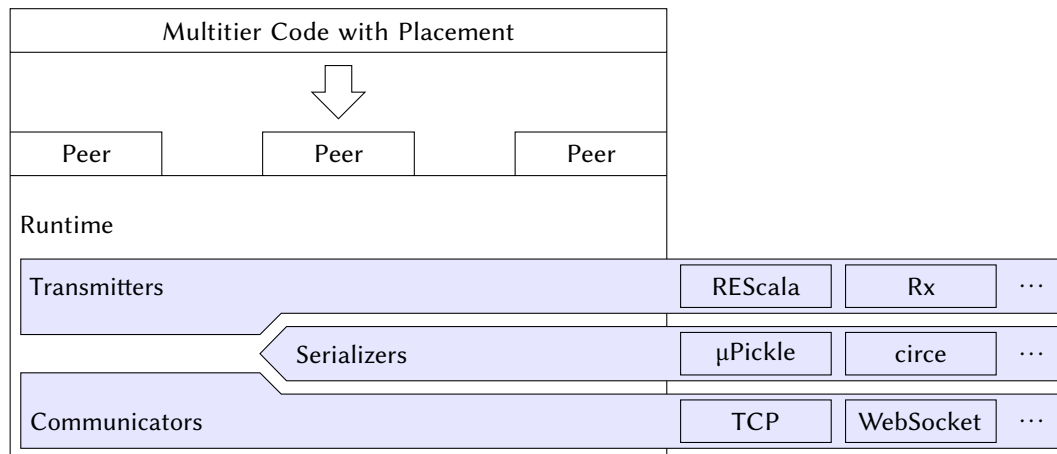 Multitier Code with Placement
Peer Peer Peer
Runtime
Transmitters REScala Rx ⋯
Serializers μPickle circe ⋯
Communicators TCP WebSocket ⋯